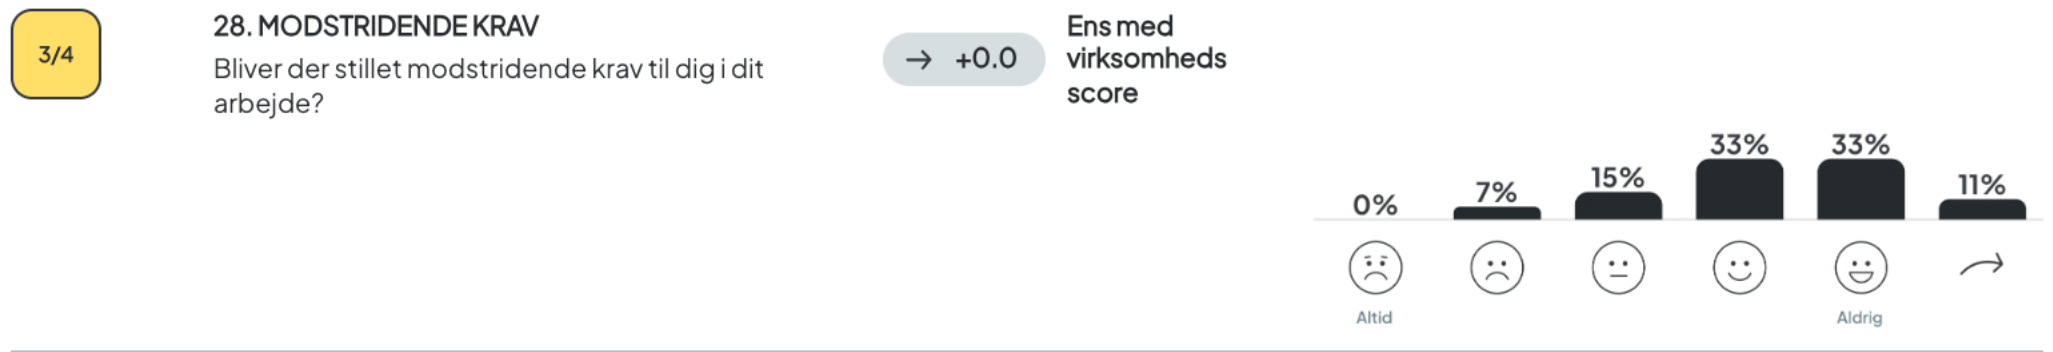 3/4
28. MODSTRIDENDE KRAV
Bliver der stillet modstridende krav til dig i dit
arbejde?
→ +0.0
Ens med
virksomheds
score
0%
7%
15%
33%
33%
11%
Altid
Aldrig